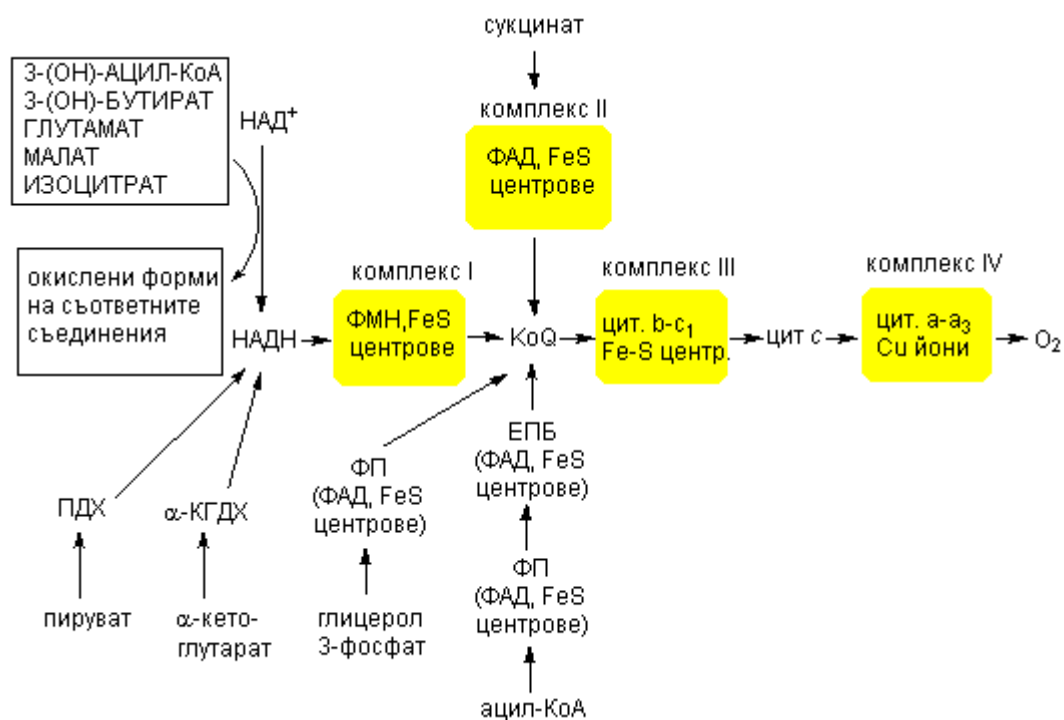 сукцинат
3-(ОН)-АЦИЛ-КоА
3-(ОН)-БУТИРАТ
ГЛУТАМАТ
МАЛАТ
ИЗОЦИТРАТ
НАД⁺
комплекс II
ФАД, FeS
центрове
окислени форми
на съответните
съединения
НАДН
комплекс I
ФМН,FeS
центрове
KoQ
комплекс III
цит. b-c₁
Fe-S центр.
цит c
комплекс IV
цит. a-a₃
Cu йони
O₂
ПДХ
α-КГДХ
ФП
(ФАД, FeS
центрове)
ЕПБ
(ФАД, FeS
центрове)
ФП
(ФАД, FeS
центрове)
пируват
α-кето-
глутарат
глицерол
3-фосфат
ацил-КоА